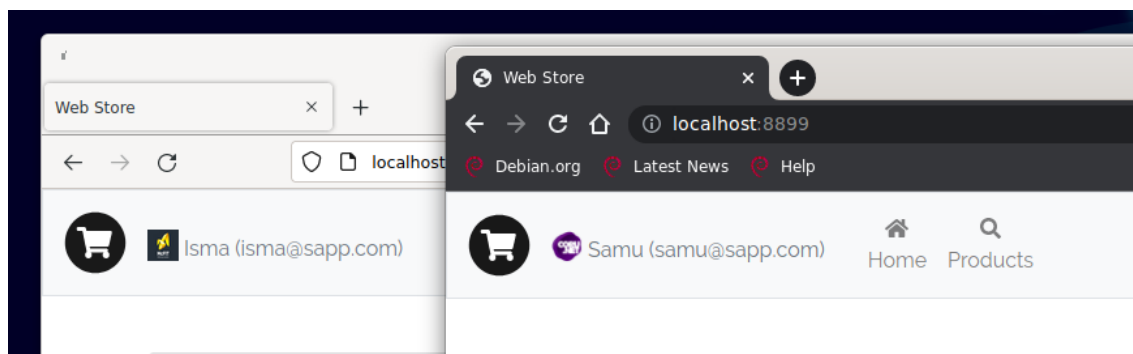 Web Store
localhost
Isma (isma@sapp.com)
Web Store
localhost:8899
Debian.org Latest News Help
Samu (samu@sapp.com)
Home Products